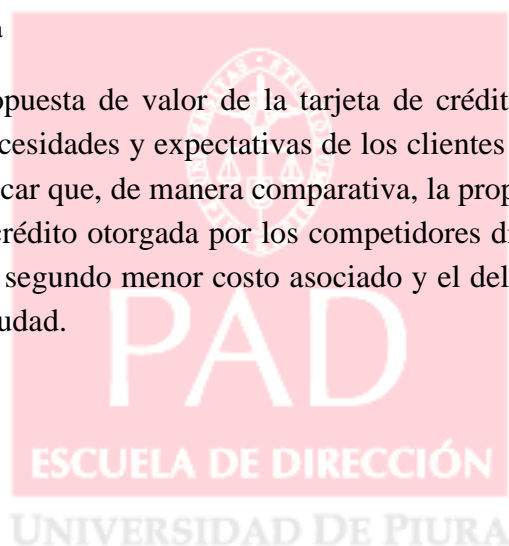 a
opuesta de valor de la tarjeta de crédit
cesidades y expectativas de los clientes
car que, de manera comparativa, la prop
crédito otorgada por los competidores di
segundo menor costo asociado y el del
udad.
PAD
ESCUELA DE DIRECCIÓN
UNIVERSIDAD DE PIURA